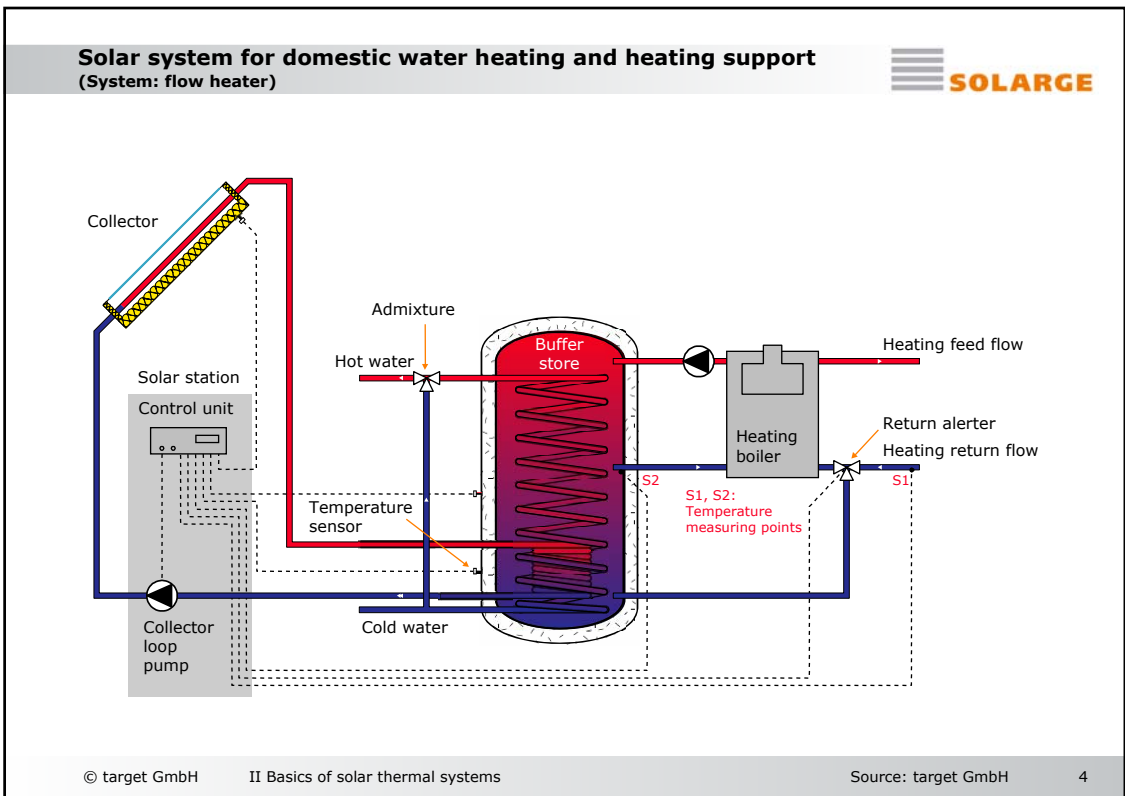 Solar system for domestic water heating and heating support
(System: flow heater)
SOLARGE
Collector
Admixture
Hot water
Buffer
store
Heating feed flow
Solar station
Control unit
Return alerter
Heating return flow
Heating
boiler
S2
S1
S1, S2:
Temperature
measuring points
Temperature
sensor
Cold water
Collector
loop
pump
© target GmbH II Basics of solar thermal systems Source: target GmbH 4